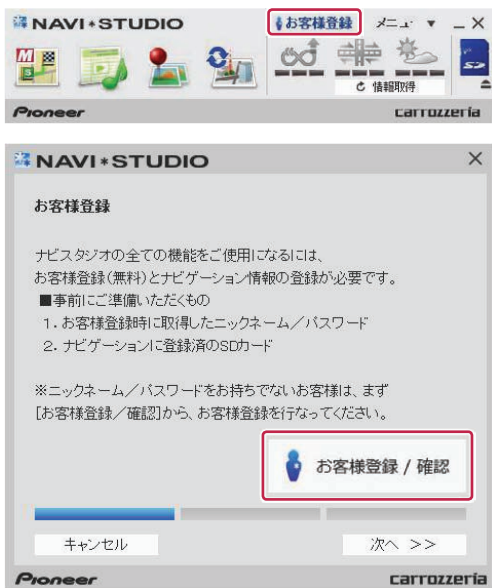 NAVI*STUDIO
お客様登録
メニュー ▼
情報取得
Pioneer
carrozzeria
NAVI*STUDIO
お客様登録
ナビスタジオの全ての機能をご使用になるには、
お客様登録(無料)とナビゲーション情報の登録が必要です。
■事前にご準備いただくもの
1.お客様登録時に取得したニックネーム/パスワード
2.ナビゲーションに登録済のSDカード
※ニックネーム/パスワードをお持ちでないお客様は、まず
[お客様登録/確認]から、お客様登録を行なってください。
お客様登録 / 確認
キャンセル
次へ >>
Pioneer
carrozzeria